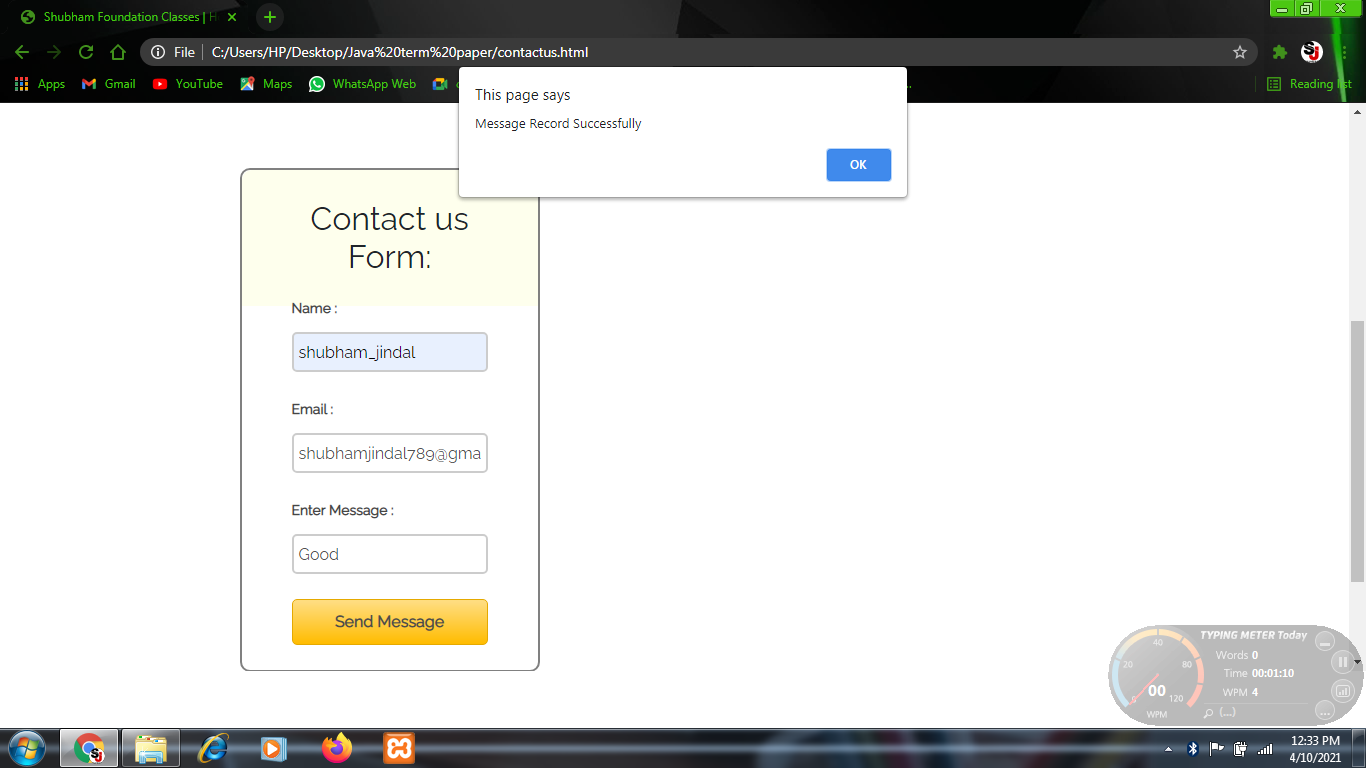 Shubham Foundation Classes | H
File
C:/Users/HP/Desktop/Java%20term%20paper/contactus.html
Apps
Gmail
YouTube
Maps
WhatsApp Web
Reading list
This page says
Message Record Successfully
OK
Contact us
Form:
Name :
shubham_jindal
Email :
shubhamjindal789@gma
Enter Message :
Good
Send Message
TYPING METER Today
Words 0
Time 00:01:10
WPM 4
(...)
0
20
40
80
120
00
WPM
12:33 PM
4/10/2021